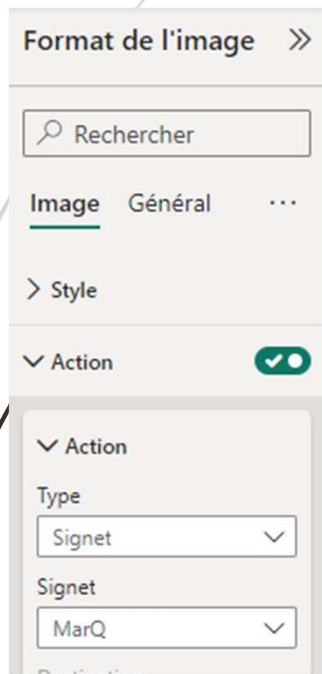 Format de l'image
Rechercher
Image Général
Style
Action
Action
Type
Signet
Signet
MarQ